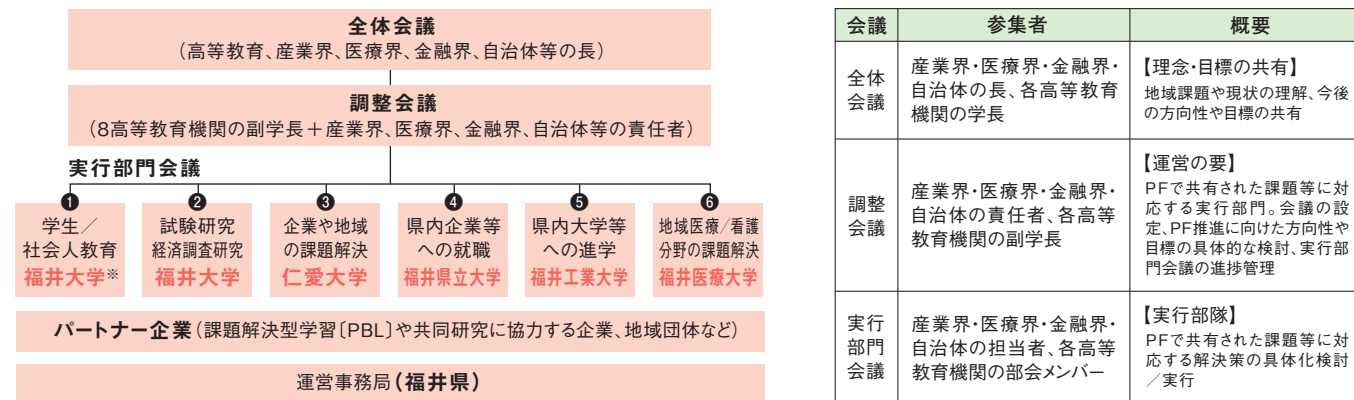 全体会議
(高等教育、産業界、医療界、金融界、自治体等の長)
調整会議
(8高等教育機関の副学長＋産業界、医療界、金融界、自治体等の責任者)
実行部門会議
❶
学生／
社会人教育
福井大学※
❷
試験研究
経済調査研究
福井大学
❸
企業や地域
の課題解決
仁愛大学
❹
県内企業等
への就職
福井県立大学
❺
県内大学等
への進学
福井工業大学
❻
地域医療/看護
分野の課題解決
福井医療大学
パートナー企業(課題解決型学習〔PBL〕や共同研究に協力する企業、地域団体など)
運営事務局(福井県)
会議
参集者
概要
全体
会議
産業界・医療界・金融界・
自治体の長、各高等教育
機関の学長
【理念・目標の共有】
地域課題や現状の理解、今後
の方向性や目標の共有
調整
会議
産業界・医療界・金融界・
自治体の責任者、各高等
教育機関の副学長
【運営の要】
PFで共有された課題等に対
応する実行部門。会議の設
定、PF推進に向けた方向性や
目標の具体的な検討、実行部
門会議の進捗管理
実行
部門
会議
産業界・医療界・金融界・
自治体の担当者、各高等
教育機関の部会メンバー
【実行部隊】
PFで共有された課題等に対
応する解決策の具体化検討
／実行